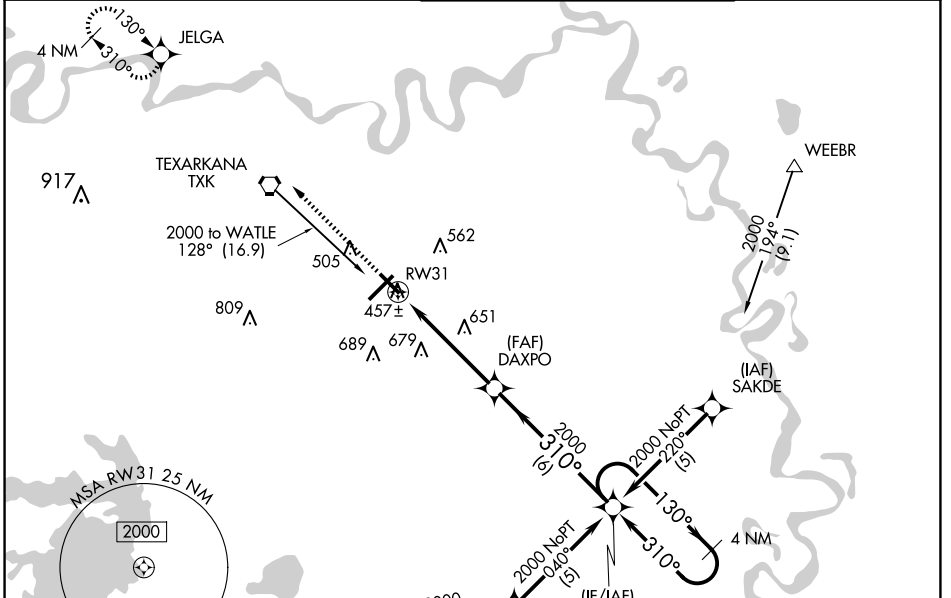 130°
JELGA
4 NM
310°
WEEBR
TEXARKANA
TXK
917
2000
194°
(9.1)
2000 to WATLE
128° (16.9)
562
505
RW31
457±
809
651
689
679
(FAF)
DAXPO
(IAF)
SAKDE
2000
310°
(6)
2000 NoPT
220°
(5)
MSA RW31 25 NM
2000
130°
4 NM
310°
2000 NoPT
040°
(5)
(IF/IAF)